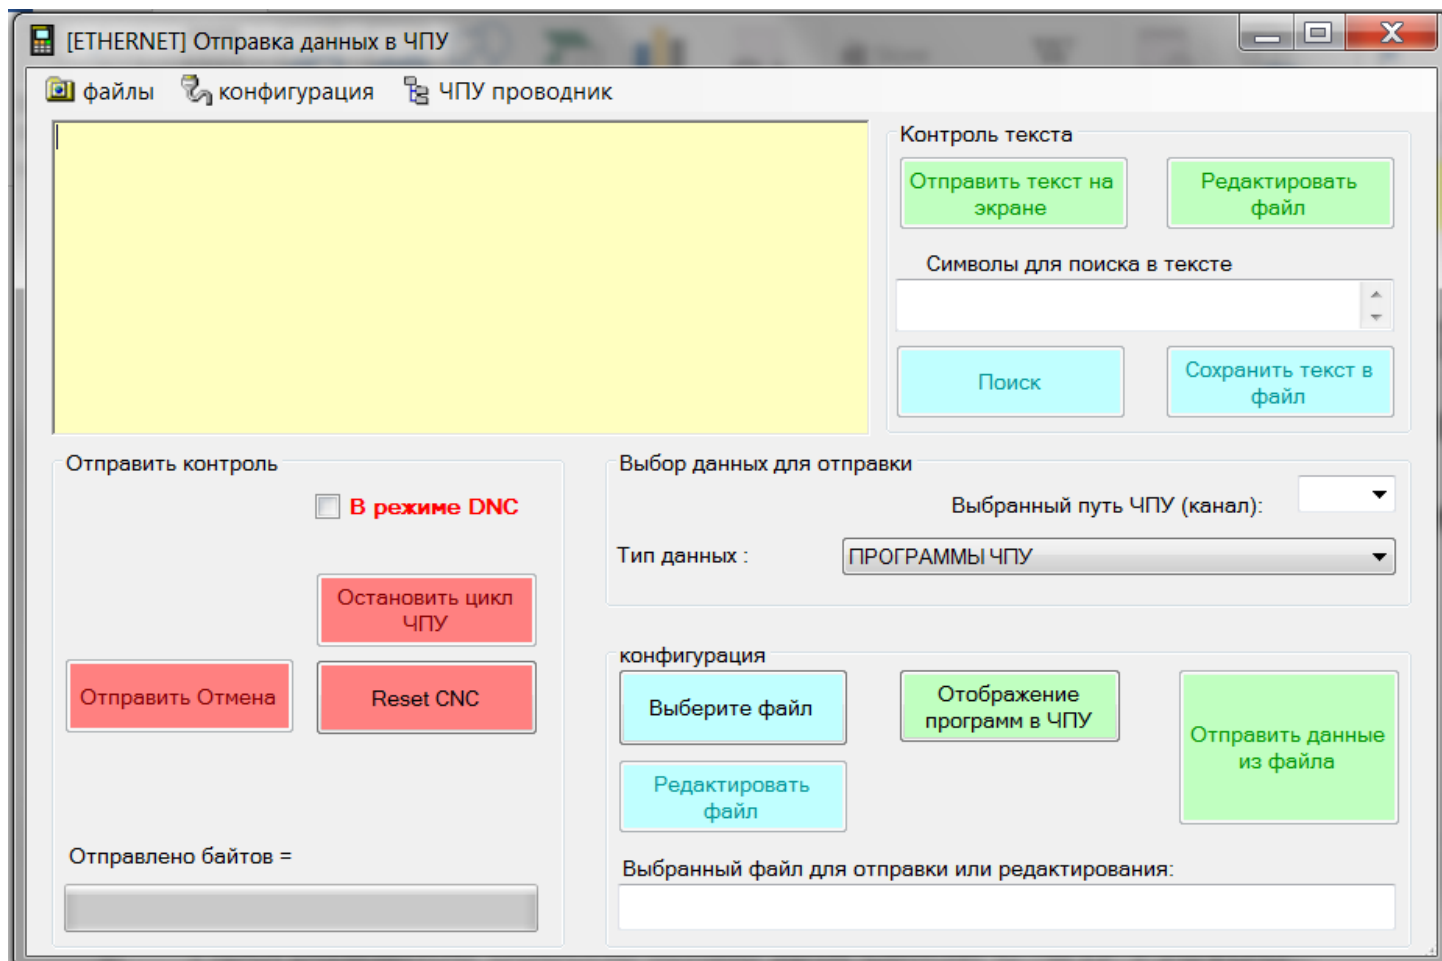 [ETHERNET] Отправка данных в ЧПУ
файлы конфигурация ЧПУ проводник
Контроль текста
Отправить текст на
экране
Редактировать
файл
Символы для поиска в тексте
Поиск
Сохранить текст в
файл
Отправить контроль
В режиме DNC
Остановить цикл
ЧПУ
Отправить Отмена
Reset CNC
Отправлено байтов =
Выбор данных для отправки
Выбранный путь ЧПУ (канал):
Тип данных :
ПРОГРАММЫ ЧПУ
конфигурация
Выберите файл
Отображение
программ в ЧПУ
Отправить данные
из файла
Редактировать
файл
Выбранный файл для отправки или редактирования: